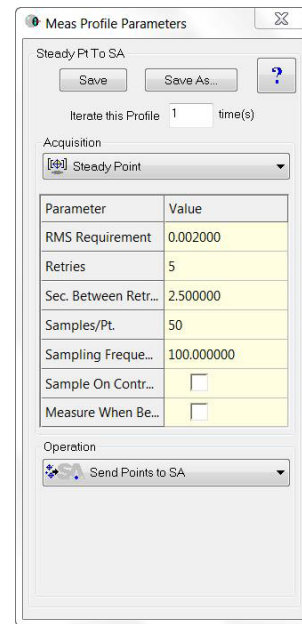 Meas Profile Parameters
Steady Pt To SA
Save Save As... ?
Iterate this Profile 1 time(s)
Acquisition
Steady Point
Parameter Value
RMS Requirement 0.002000
Retries 5
Sec. Between Retr... 2.500000
Samples/Pt. 50
Sampling Freque... 100.000000
Sample On Contr...
Measure When Be...
Operation
SA Send Points to SA